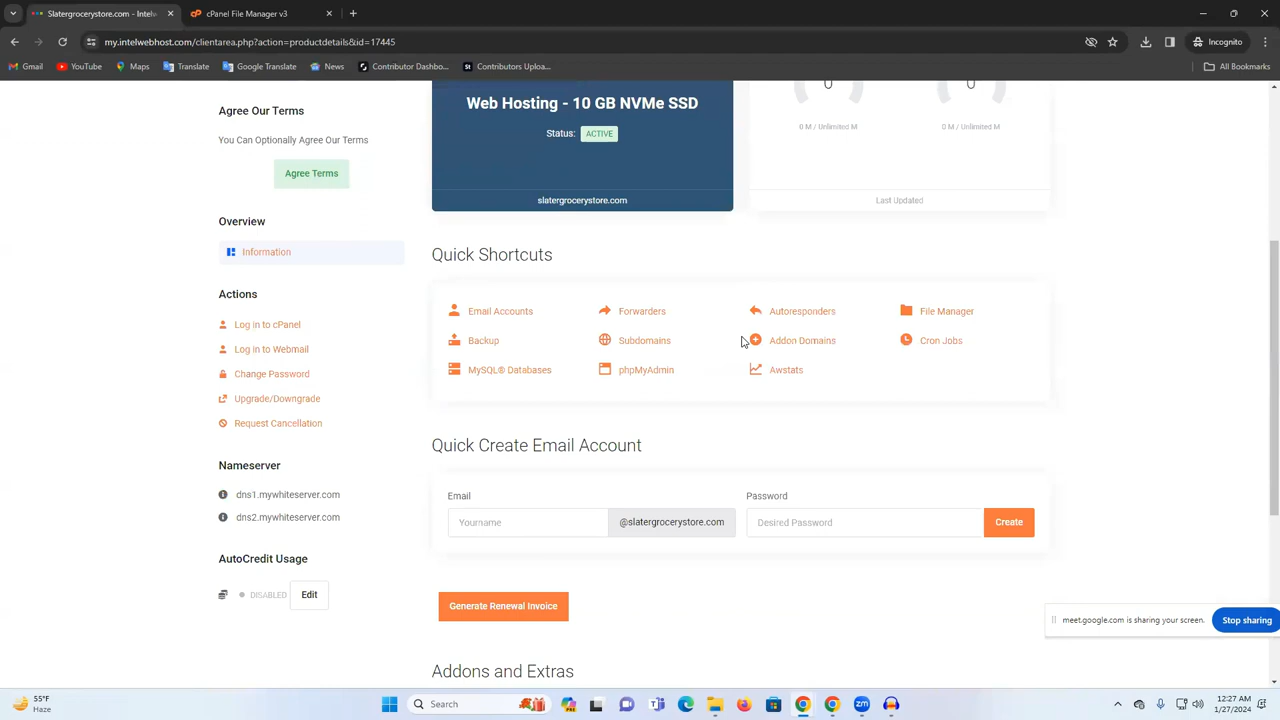 Slatergrocerystore.com - Intelw
cPanel File Manager v3
my.intelwebhost.com/clientarea.php?action=productdetails&id=17445
Incognito
Gmail YouTube Maps Translate Google Translate News Contributor Dashbo... Contributors Uploa... All Bookmarks
Agree Our Terms
You Can Optionally Agree Our Terms
Agree Terms
Overview
Information
Actions
Log in to cPanel
Log in to Webmail
Change Password
Upgrade/Downgrade
Request Cancellation
Nameserver
dns1.mywhiteserver.com
dns2.mywhiteserver.com
AutoCredit Usage
DISABLED Edit
Web Hosting - 10 GB NVMe SSD
Status: ACTIVE
slatergrocerystore.com
0 M / Unlimited M 0 M / Unlimited M
Last Updated
Quick Shortcuts
Email Accounts Forwarders Autoresponders File Manager
Backup Subdomains Addon Domains Cron Jobs
MySQL® Databases phpMyAdmin Awstats
Quick Create Email Account
Email Password
Yourname @slatergrocerystore.com Desired Password Create
Generate Renewal Invoice
meet.google.com is sharing your screen. Stop sharing
Addons and Extras
55°F
Haze
Search
12:27 AM
1/27/2024